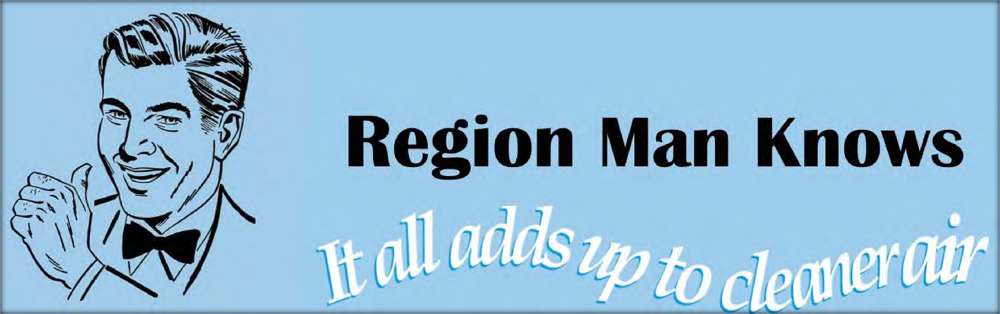 Region Man Knows
It all adds up to cleaner air